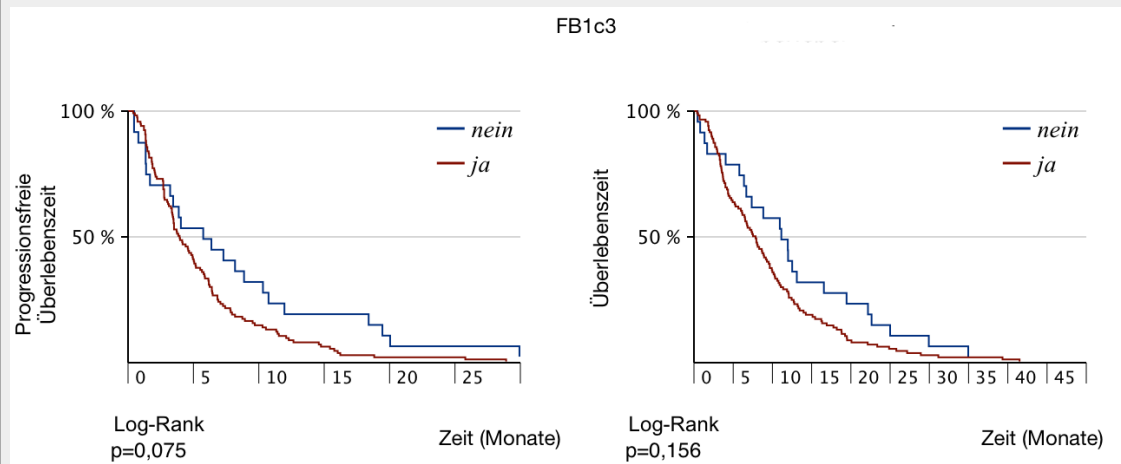 FB1c3
100 %
50 %
nein
ja
Progressionsfreie
Überlebenszeit
0 5 10 15 20 25
Log-Rank
p=0,075
Zeit (Monate)
100 %
50 %
nein
ja
Überlebenszeit
0 5 10 15 20 25 30 35 40 45
Log-Rank
p=0,156
Zeit (Monate)